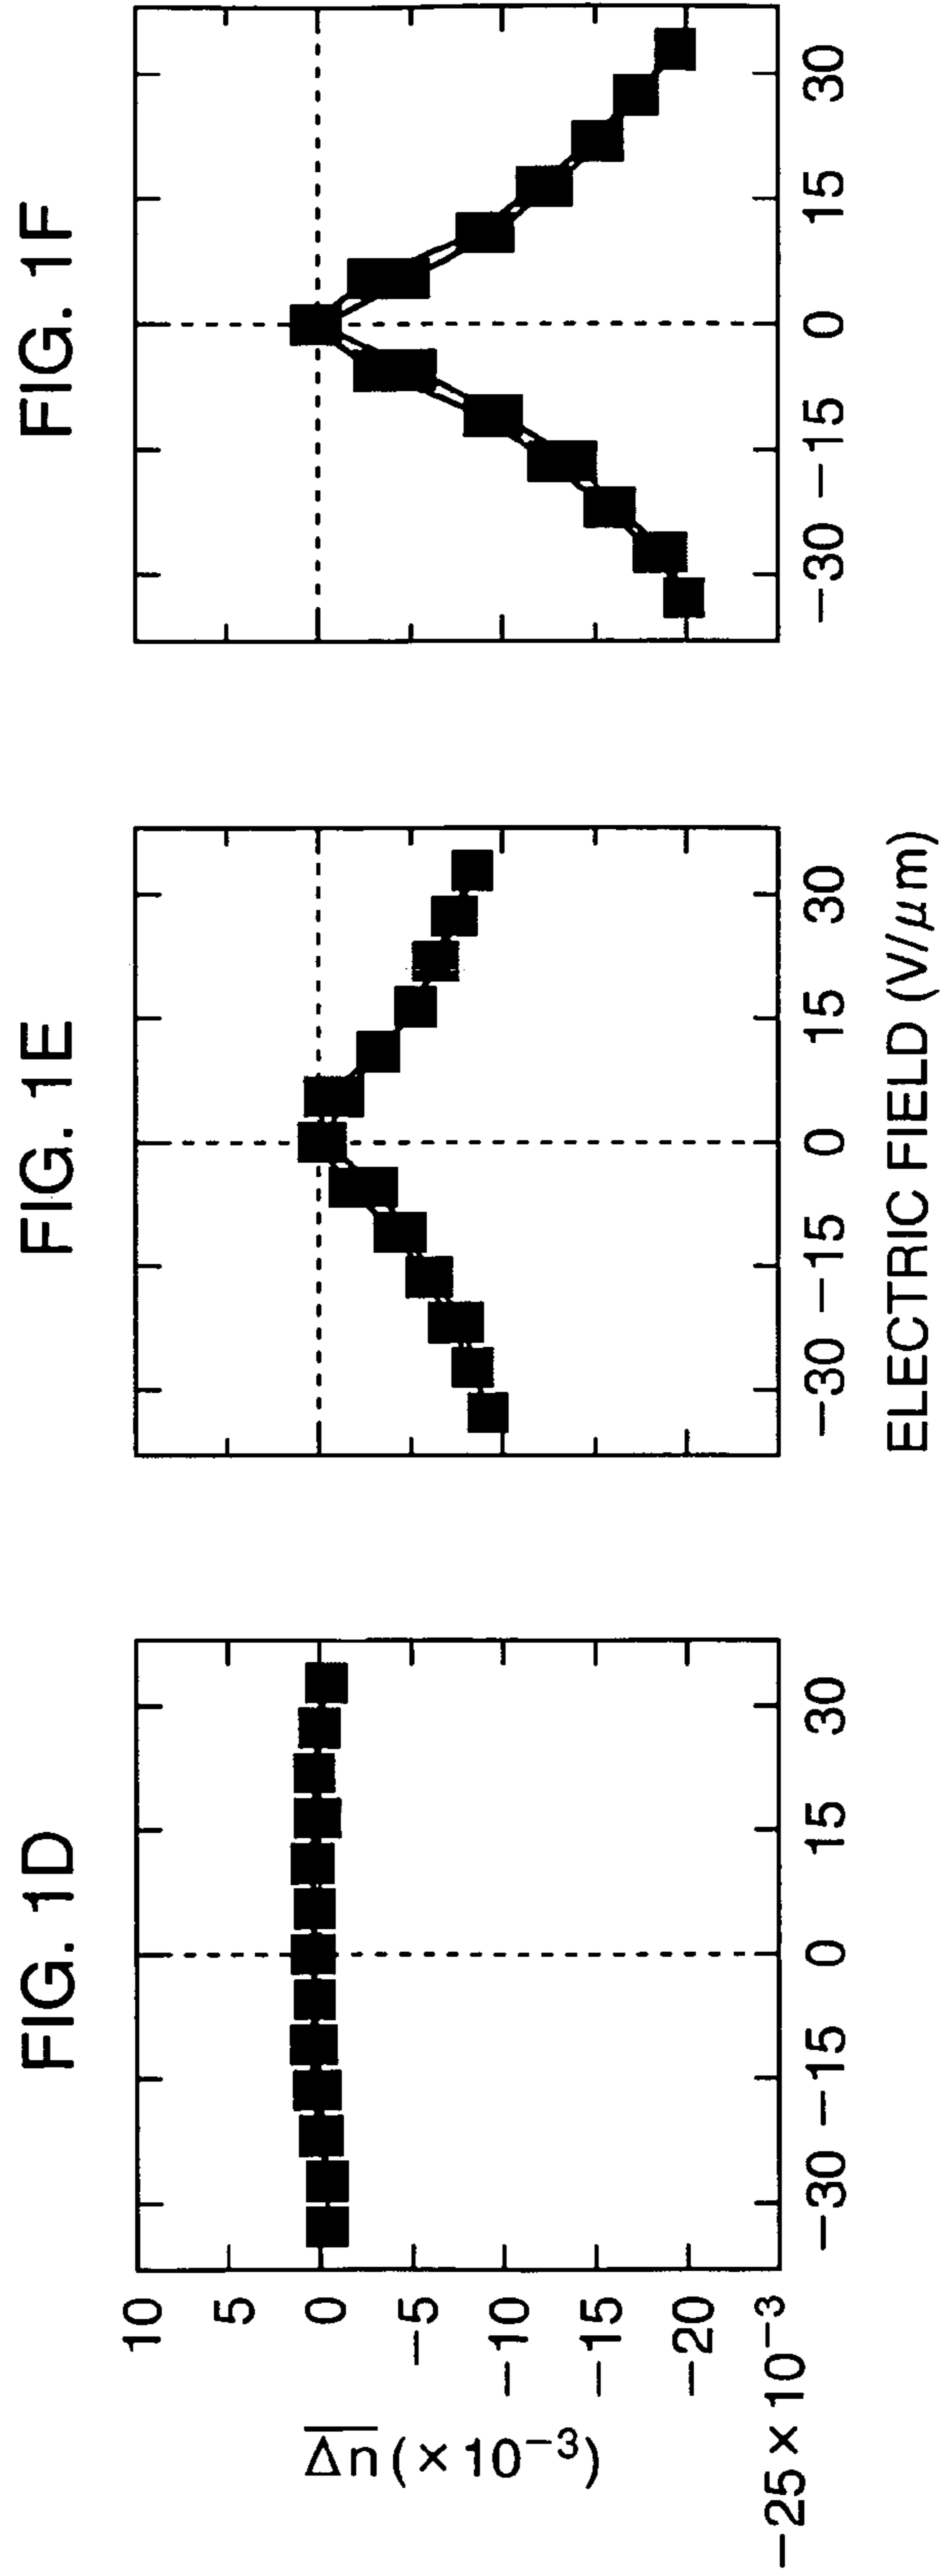 FIG. 1D
10
5
0
−5
−10
−15
−20
−25×10⁻³
Δn̅ (×10⁻³)
−30 −15 0 15 30
FIG. 1E
−30 −15 0 15 30
ELECTRIC FIELD (V/μm)
FIG. 1F
−30 −15 0 15 30